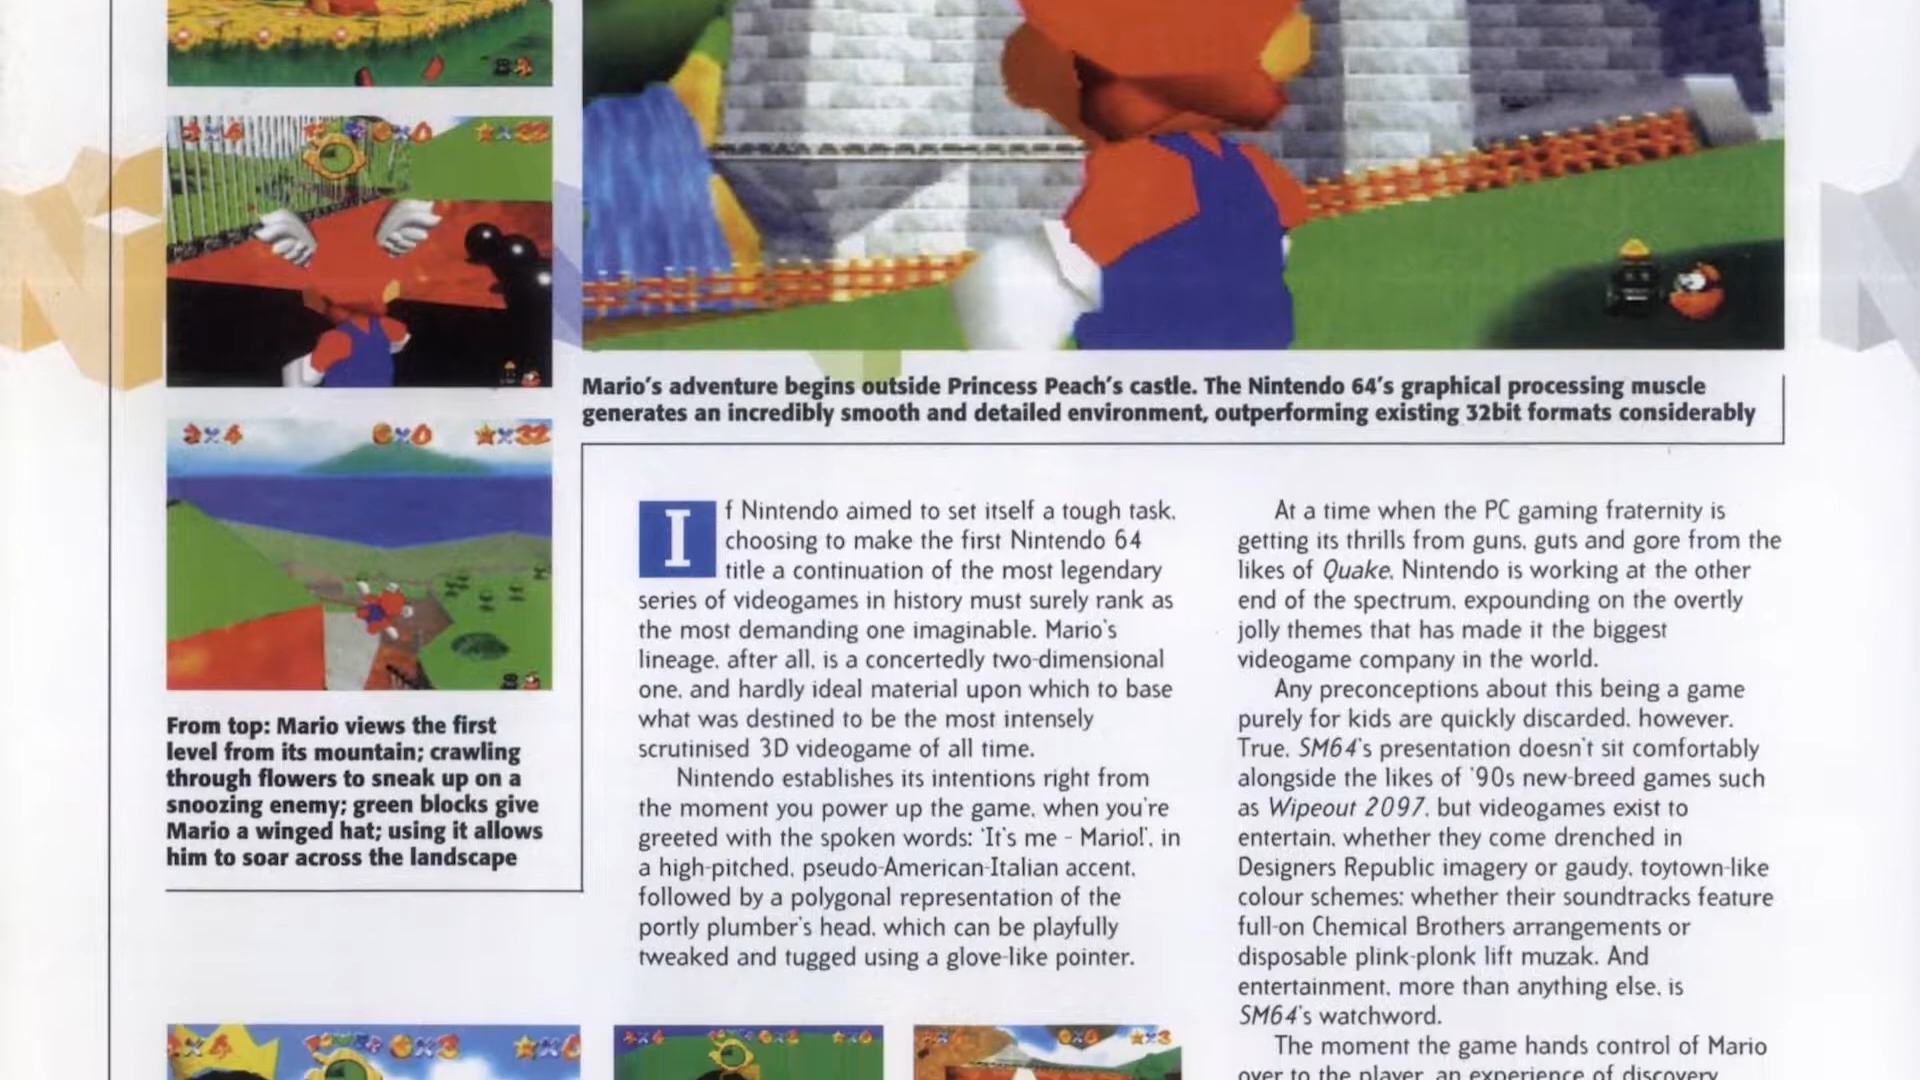 Mario's adventure begins outside Princess Peach's castle. The Nintendo 64's graphical processing muscle
generates an incredibly smooth and detailed environment, outperforming existing 32bit formats considerably
From top: Mario views the first
level from its mountain; crawling
through flowers to sneak up on a
snoozing enemy; green blocks give
Mario a winged hat; using it allows
him to soar across the landscape
If Nintendo aimed to set itself a tough task,
choosing to make the first Nintendo 64
title a continuation of the most legendary
series of videogames in history must surely rank as
the most demanding one imaginable. Mario's
lineage, after all, is a concertedly two-dimensional
one, and hardly ideal material upon which to base
what was destined to be the most intensely
scrutinised 3D videogame of all time.
Nintendo establishes its intentions right from
the moment you power up the game, when you're
greeted with the spoken words: 'It's me - Mario!', in
a high-pitched, pseudo-American-Italian accent,
followed by a polygonal representation of the
portly plumber's head, which can be playfully
tweaked and tugged using a glove-like pointer.
At a time when the PC gaming fraternity is
getting its thrills from guns, guts and gore from the
likes of Quake, Nintendo is working at the other
end of the spectrum, expounding on the overtly
jolly themes that has made it the biggest
videogame company in the world.
Any preconceptions about this being a game
purely for kids are quickly discarded, however.
True, SM64's presentation doesn't sit comfortably
alongside the likes of '90s new-breed games such
as Wipeout 2097, but videogames exist to
entertain, whether they come drenched in
Designers Republic imagery or gaudy, toytown-like
colour schemes; whether their soundtracks feature
full-on Chemical Brothers arrangements or
disposable plink-plonk lift muzak. And
entertainment, more than anything else, is
SM64's watchword.
The moment the game hands control of Mario
over to the player, an experience of discovery